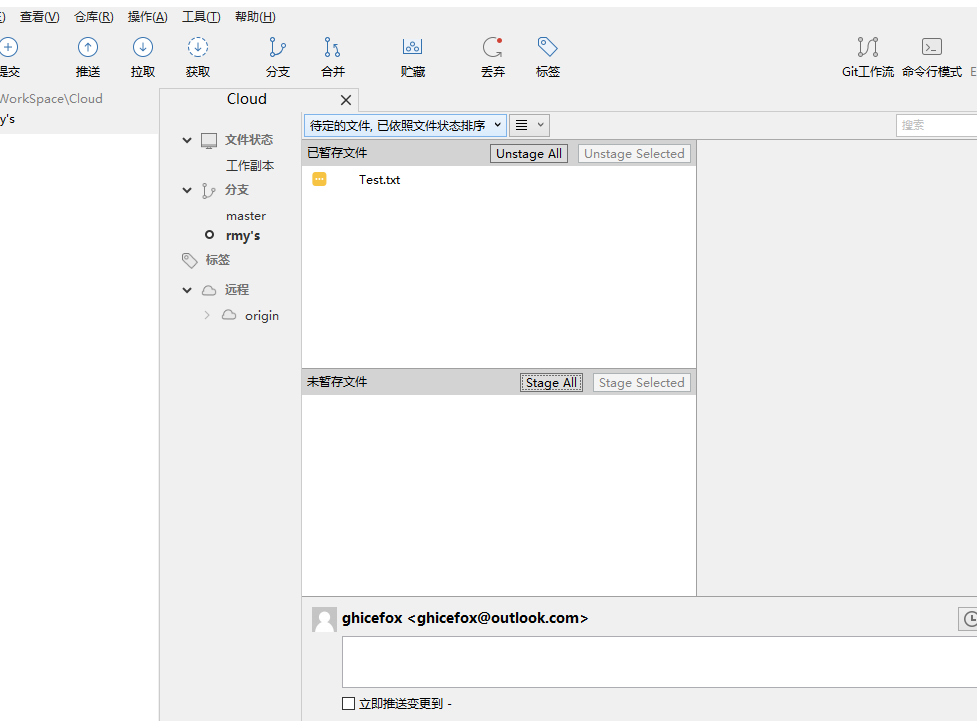 查看(V) 仓库(R) 操作(A) 工具(T) 帮助(H)
提交 推送 拉取 获取 分支 合并 贮藏 丢弃 标签 Git工作流 命令行模式
WorkSpace\Cloud
y's
Cloud
待定的文件, 已依照文件状态排序
搜索
文件状态
工作副本
分支
master
rmy's
标签
远程
origin
已暂存文件 Unstage All Unstage Selected
Test.txt
未暂存文件 Stage All Stage Selected
ghicefox <ghicefox@outlook.com>
立即推送变更到 -